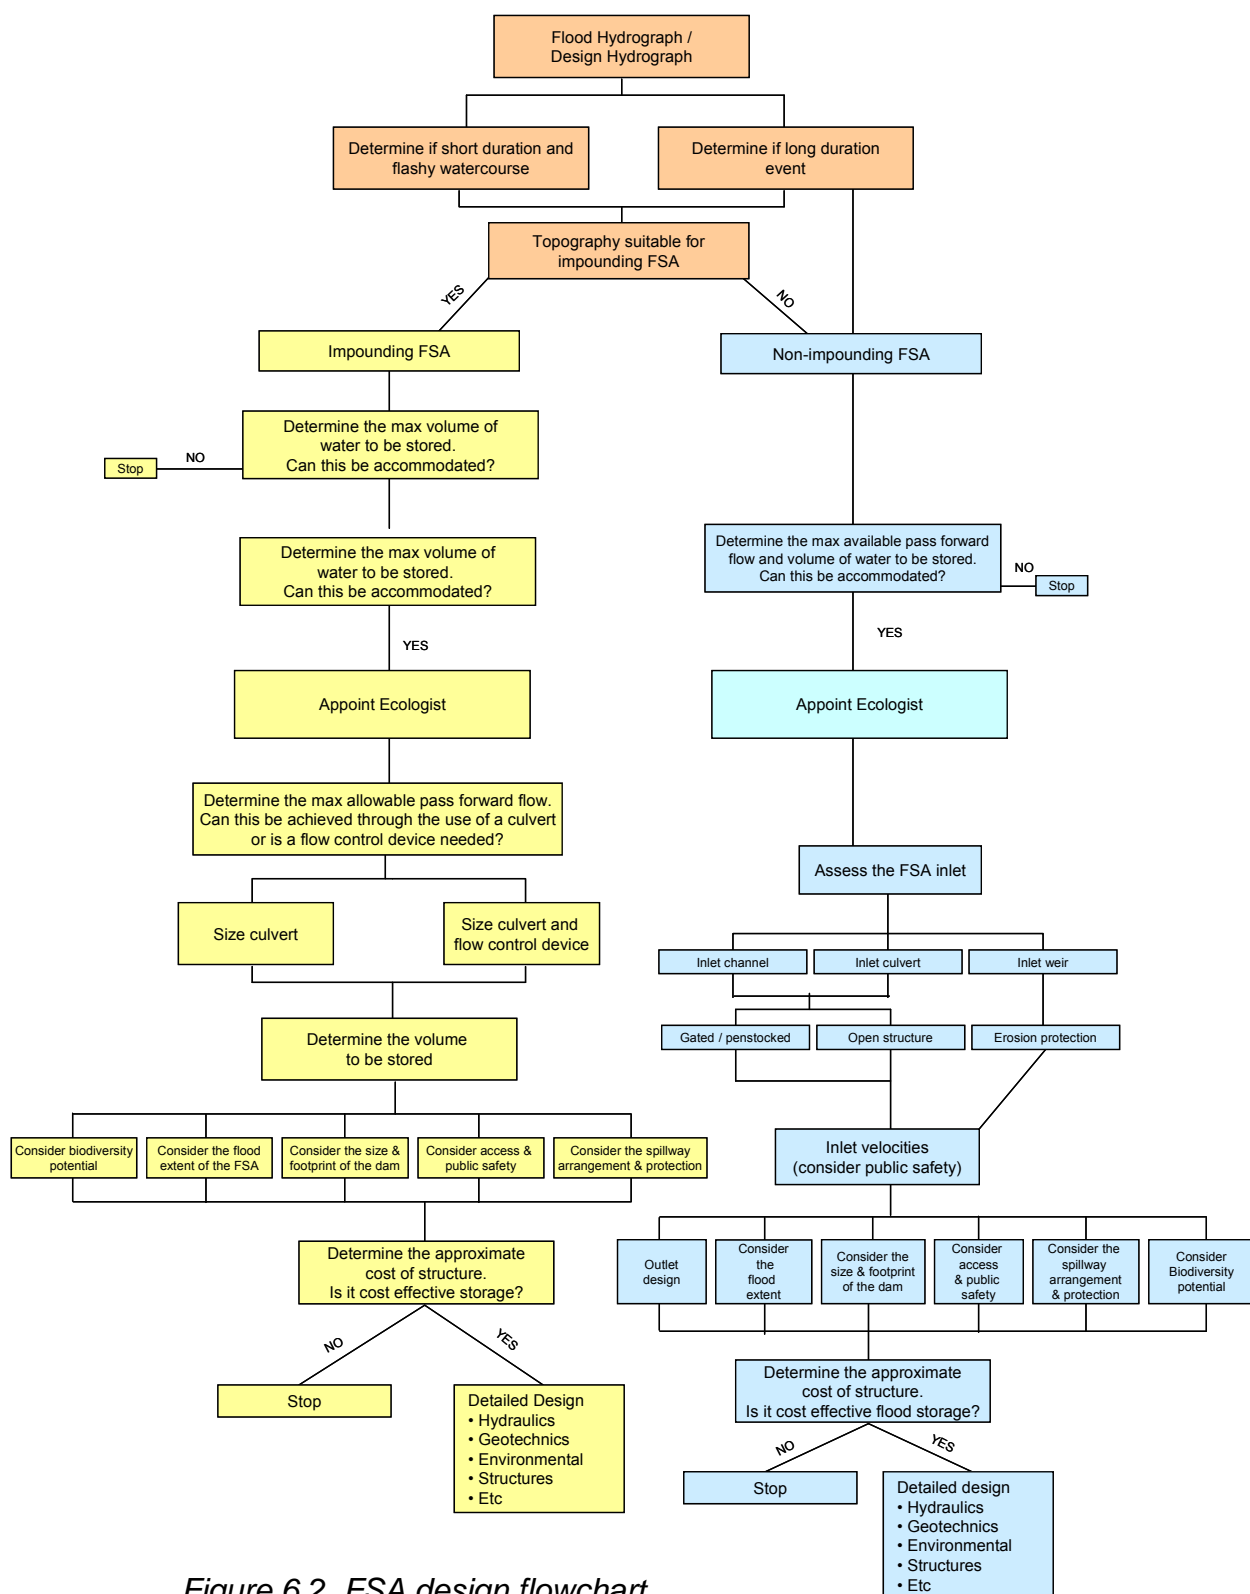 Flood Hydrograph /
Design Hydrograph
Determine if short duration and
flashy watercourse
Determine if long duration
event
Topography suitable for
impounding FSA
YES
NO
Impounding FSA
Non-impounding FSA
Determine the max volume of
water to be stored.
Can this be accommodated?
NO
Stop
Determine the max volume of
water to be stored.
Can this be accommodated?
Determine the max available pass forward
flow and volume of water to be stored.
Can this be accommodated?
NO
Stop
YES
YES
Appoint Ecologist
Appoint Ecologist
Determine the max allowable pass forward flow.
Can this be achieved through the use of a culvert
or is a flow control device needed?
Assess the FSA inlet
Size culvert
Size culvert and
flow control device
Inlet channel
Inlet culvert
Inlet weir
Determine the volume
to be stored
Gated / penstocked
Open structure
Erosion protection
Consider biodiversity
potential
Consider the flood
extent of the FSA
Consider the size &
footprint of the dam
Consider access &
public safety
Consider the spillway
arrangement & protection
Inlet velocities
(consider public safety)
Determine the approximate
cost of structure.
Is it cost effective storage?
Outlet
design
Consider
the
flood
extent
Consider the
size & footprint
of the dam
Consider
access
& public
safety
Consider the
spillway
arrangement
& protection
Consider
Biodiversity
potential
NO
YES
Stop
Detailed Design
• Hydraulics
• Geotechnics
• Environmental
• Structures
• Etc
Determine the approximate
cost of structure.
Is it cost effective flood storage?
NO
YES
Stop
Detailed design
• Hydraulics
• Geotechnics
• Environmental
• Structures
• Etc
Figure 6.2 FSA design flowchart